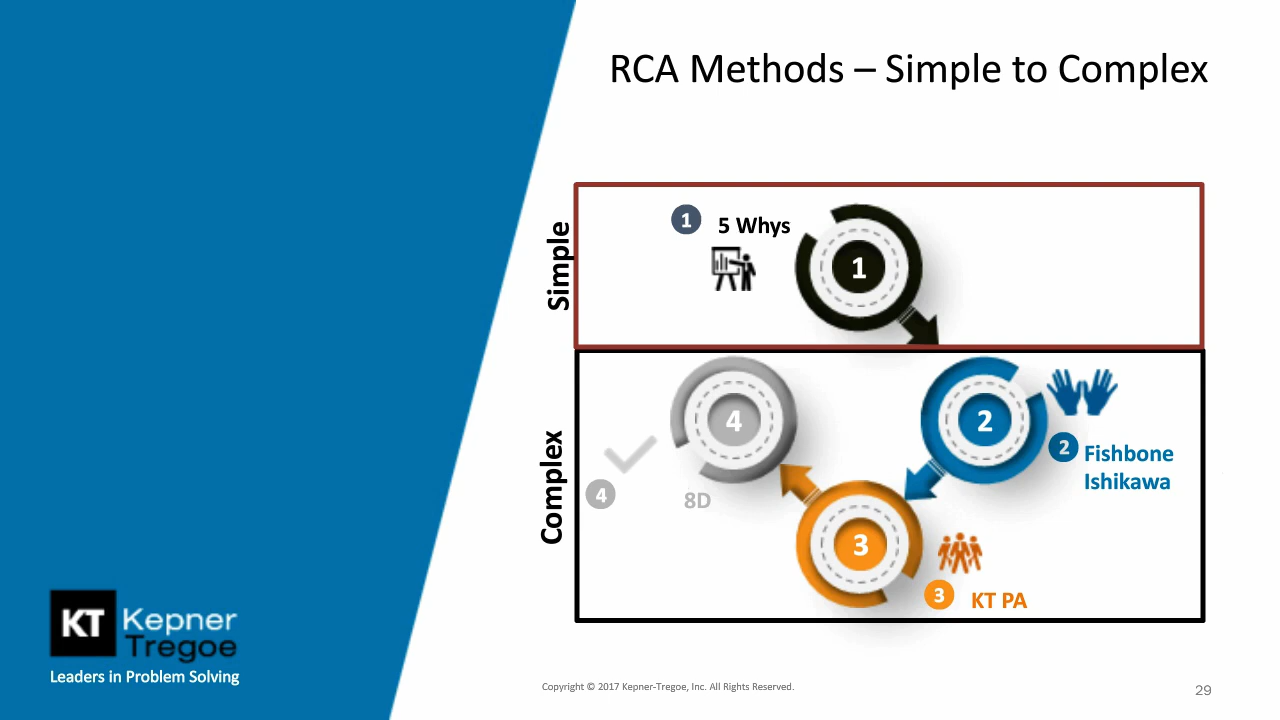 RCA Methods – Simple to Complex
Simple
1
5 Whys
1
Complex
4
2
2
Fishbone
Ishikawa
4
8D
3
3
KT PA
KT
Kepner
Tregoe
Leaders in Problem Solving
Copyright © 2017 Kepner-Tregoe, Inc. All Rights Reserved.
29